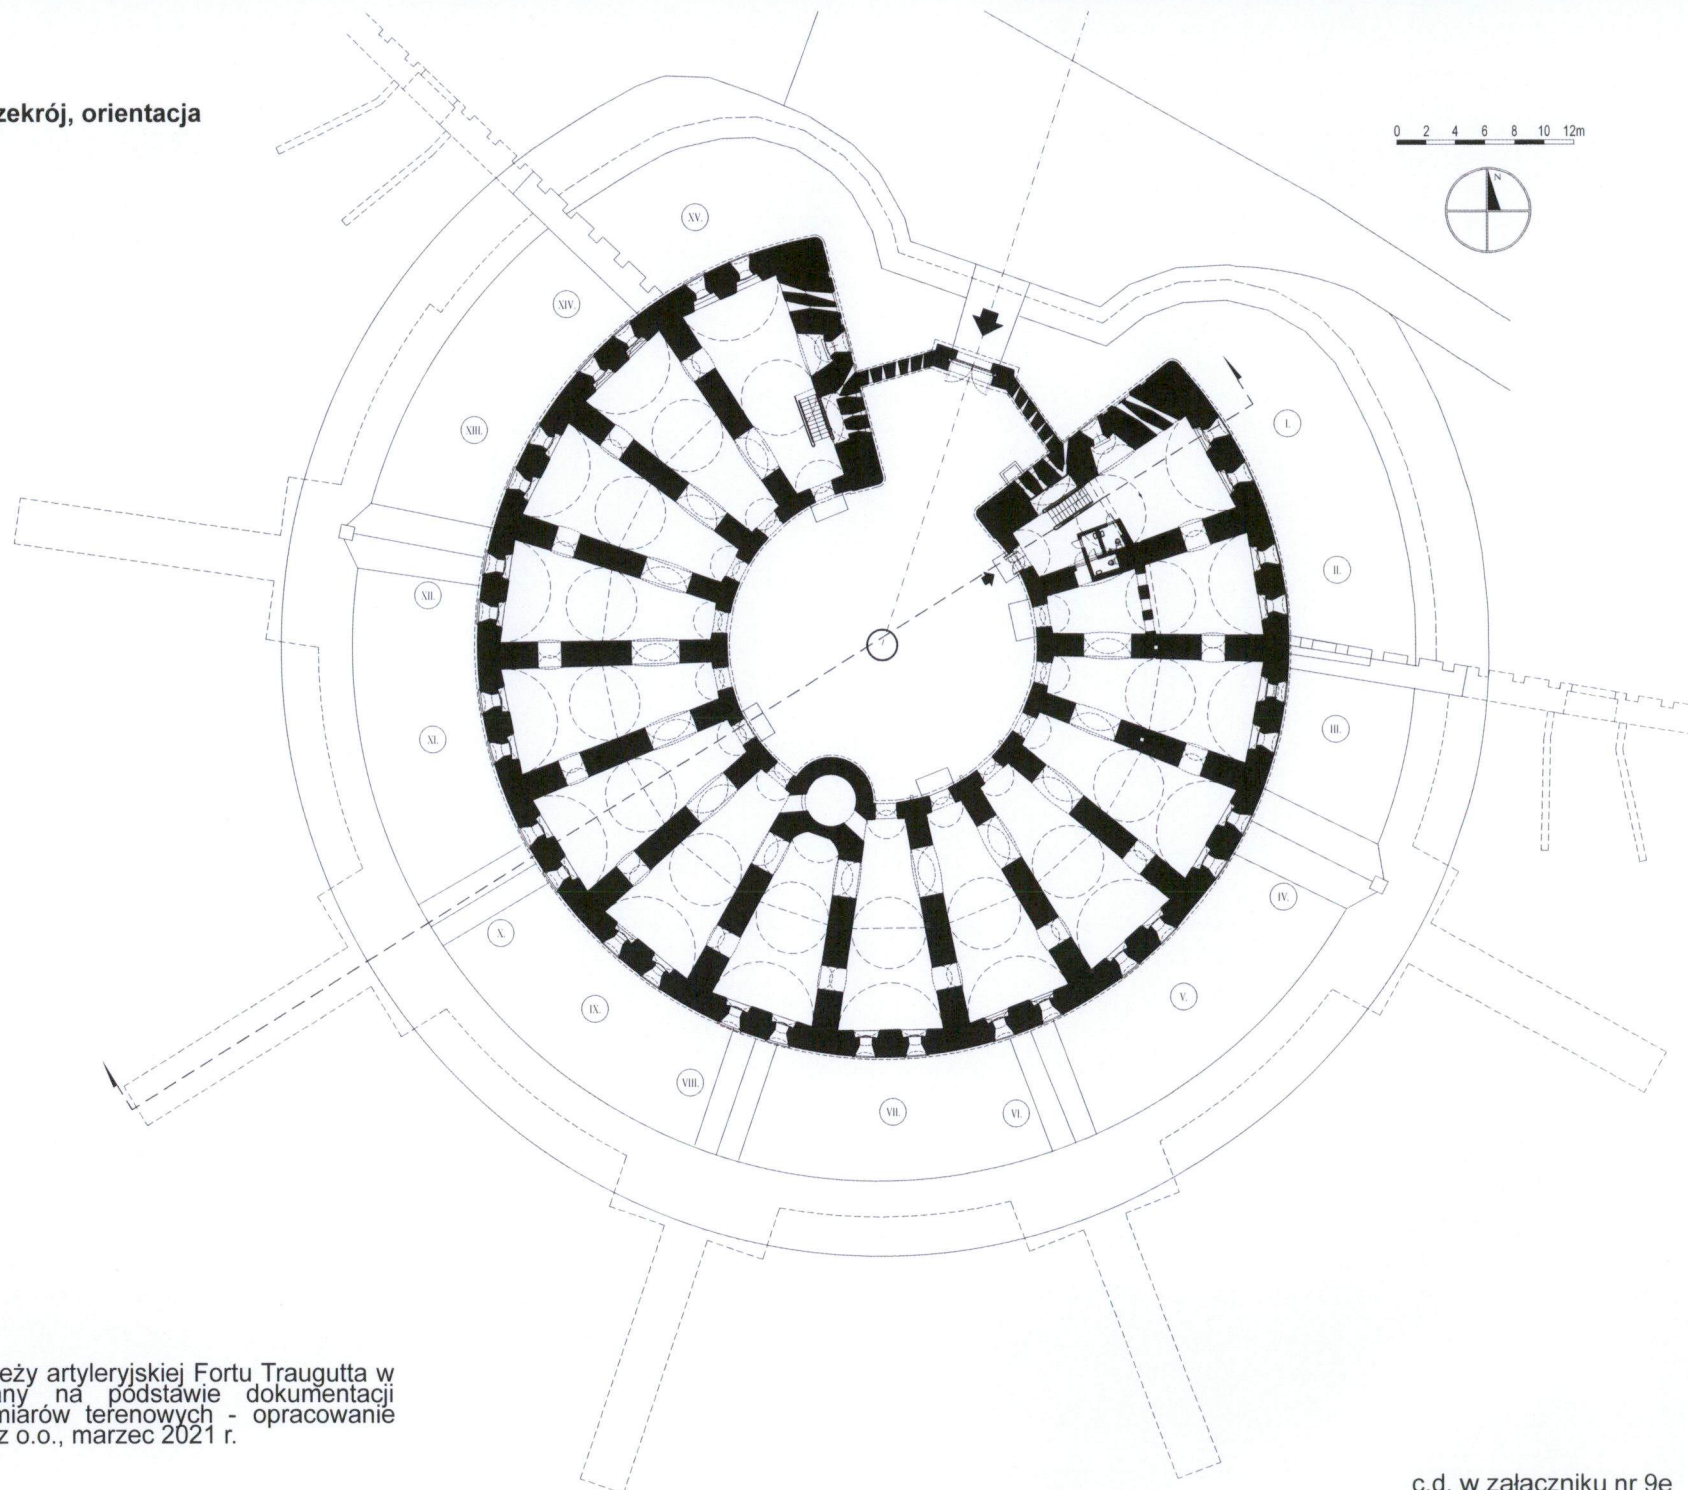 zekrój, orientacja
0 2 4 6 8 10 12m
N
XV.
XIV.
I.
XIII.
II.
XII.
III.
XI.
IV.
X.
V.
IX.
VIII.
VII.
VI.
eży artyleryjskiej Fortu Traugutta w
ny na podstawie dokumentacji
miarów terenowych - opracowanie
z o.o., marzec 2021 r.
c.d. w załączniku nr 9e